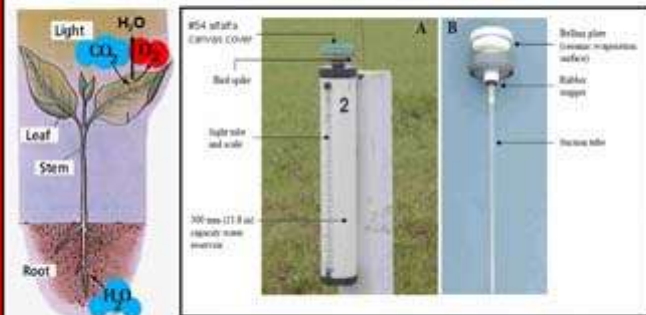 Light
H₂O
CO₂
O₂
Leaf
Stem
Root
H₂O
#54 alfalfa
canvas cover
Bird spike
Sight tube
and scale
300 mm (11.8 in)
capacity water
reservoir
A
2
B
Bellani plate
(ceramic evaporation
surface)
Rubber
stopper
Suction tube